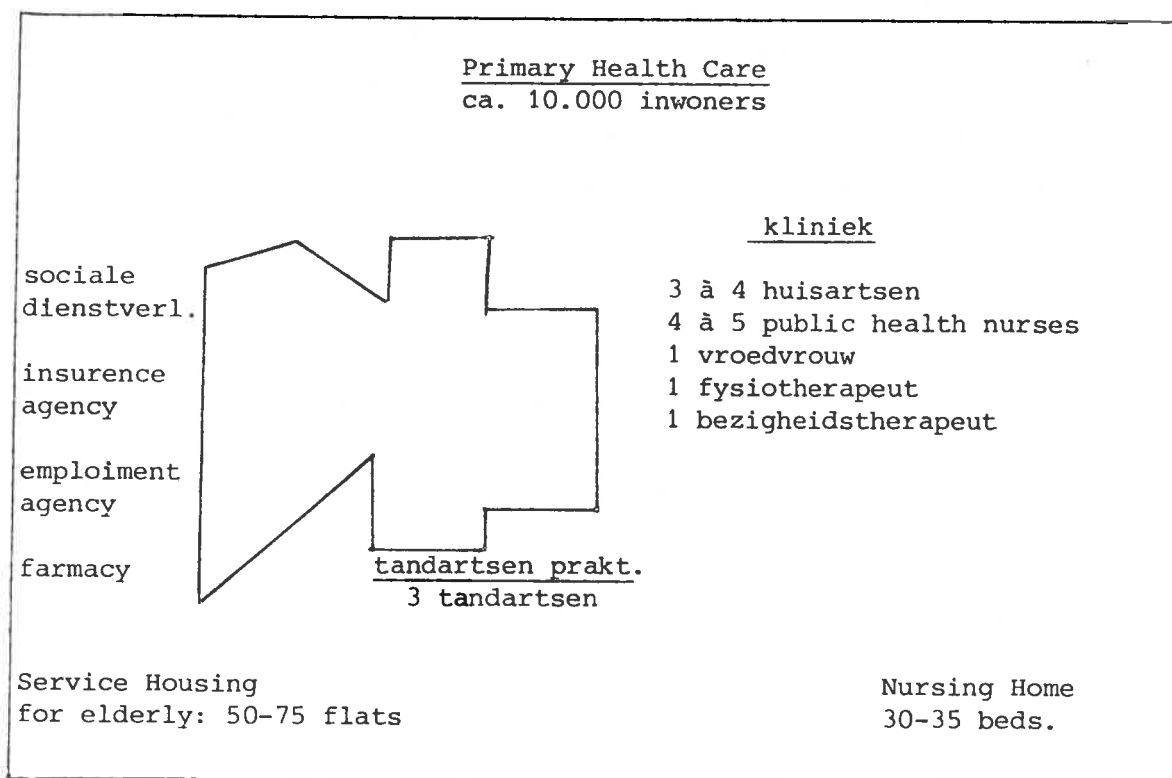 Primary Health Care
ca. 10.000 inwoners
kliniek
sociale
dienstverl.
insurence
agency
emploiment
agency
farmacy
3 à 4 huisartsen
4 à 5 public health nurses
1 vroedvrouw
1 fysiotherapeut
1 bezigheidstherapeut
tandartsen prakt.
3 tandartsen
Service Housing
for elderly: 50-75 flats
Nursing Home
30-35 beds.